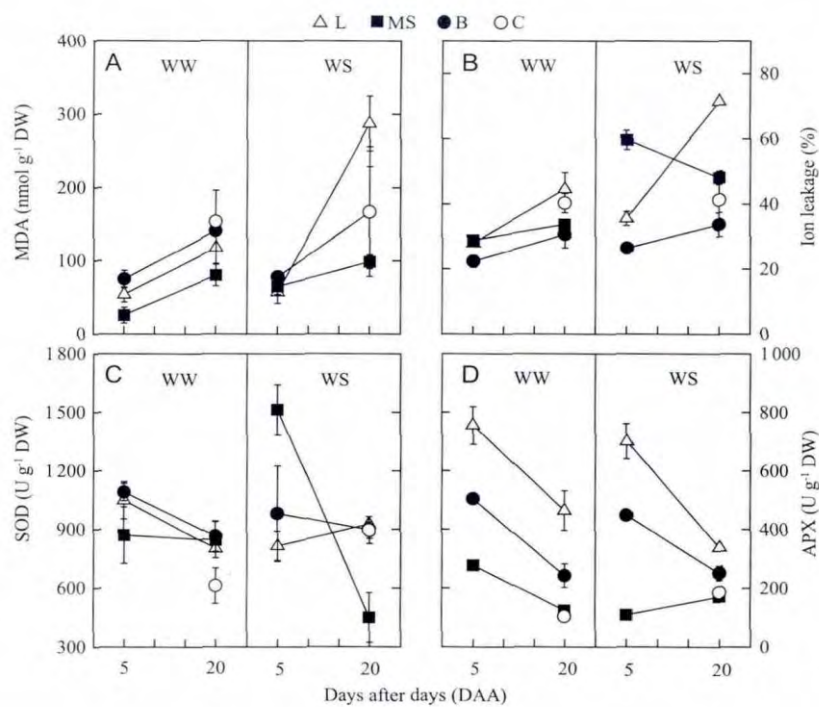 L MS B C
400 A WW WS B WW WS 80
300 60
200 40
100 20
0 0
MDA (nmol g⁻¹ DW)
Ion leakage (%)
1 800 C WW WS D WW WS 1 000
1 500 800
1 200 600
900 400
600 200
300 0
SOD (U g⁻¹ DW)
APX (U g⁻¹ DW)
5 20 5 20 5 20 5 20
Days after days (DAA)